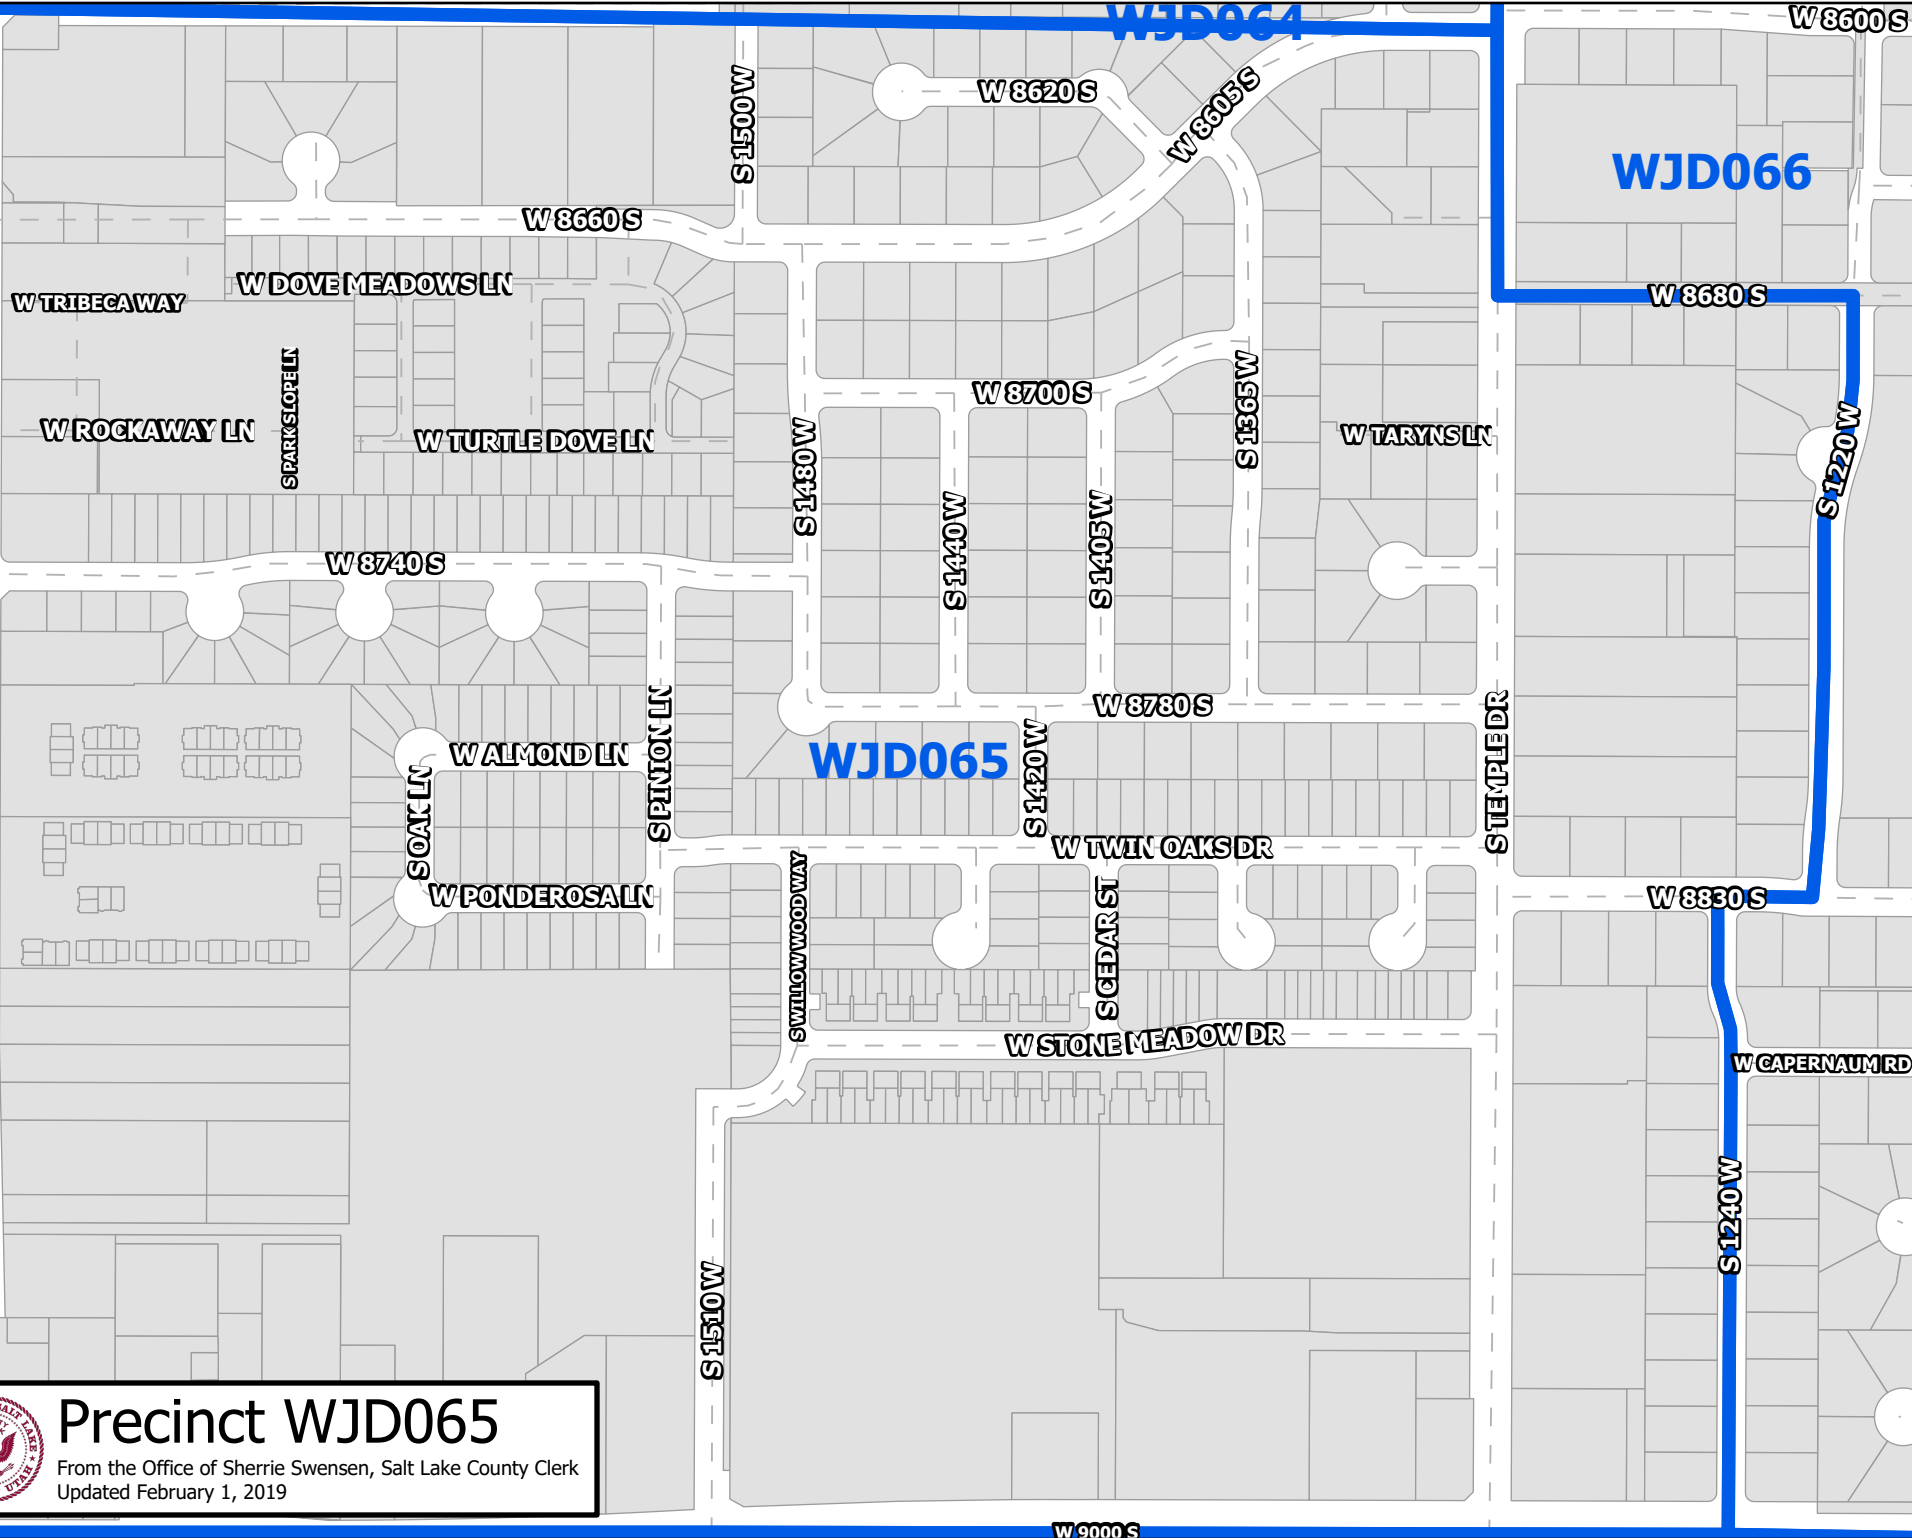 WJD064
W 8600 S
S 1500 W
W 8620 S
W 8605 S
WJD066
W 8660 S
W DOVE MEADOWS LN
W TRIBECA WAY
W 8680 S
S PARK SLOPE LN
W 8700 S
S 1365 W
W ROCKAWAY LN
W TURTLE DOVE LN
S 1480 W
W TARYNS LN
S 1220 W
S 1440 W
S 1405 W
W 8740 S
W 8780 S
S PINION LN
W ALMOND LN
WJD065
S 1420 W
S TEMPLE DR
S OAK LN
W TWIN OAKS DR
W PONDEROSA LN
S WILLOW WOOD WAY
S CEDAR ST
W 8830 S
W STONE MEADOW DR
W CAPERNAUM RD
S 1240 W
S 1510 W
Precinct WJD065
From the Office of Sherrie Swensen, Salt Lake County Clerk
Updated February 1, 2019
SALT LAKE
UTAH
W 9000 S